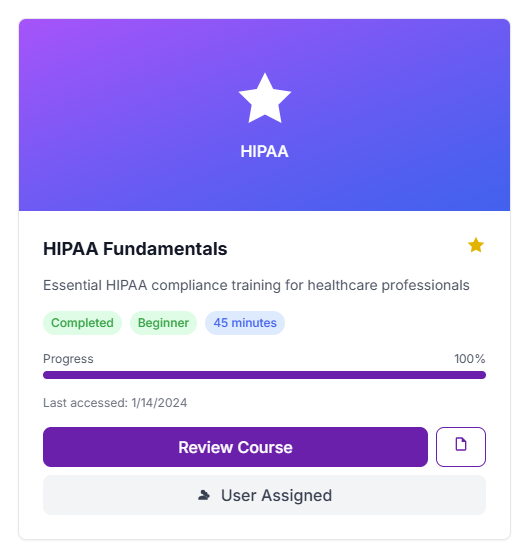 HIPAA
HIPAA Fundamentals
Essential HIPAA compliance training for healthcare professionals
Completed Beginner 45 minutes
Progress 100%
Last accessed: 1/14/2024
Review Course
User Assigned